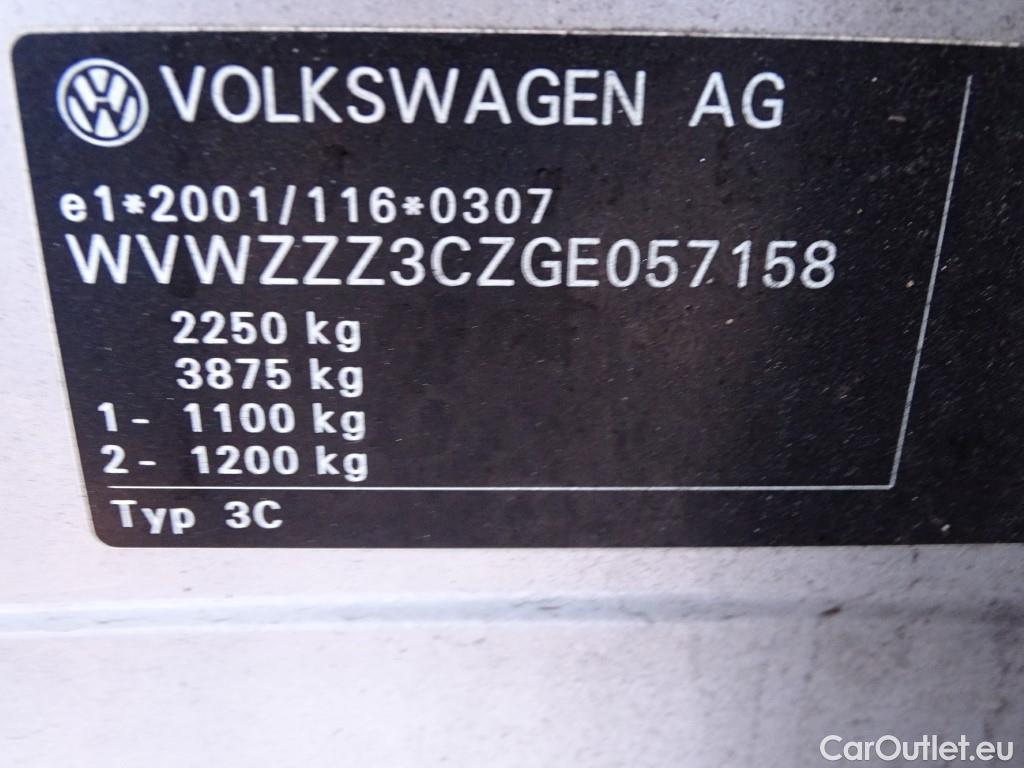 VOLKSWAGEN AG
e1*2001/116*0307
WVWZZZ3CZGE057158
2250 kg
3875 kg
1- 1100 kg
2- 1200 kg
Typ 3C
CarOutlet.eu